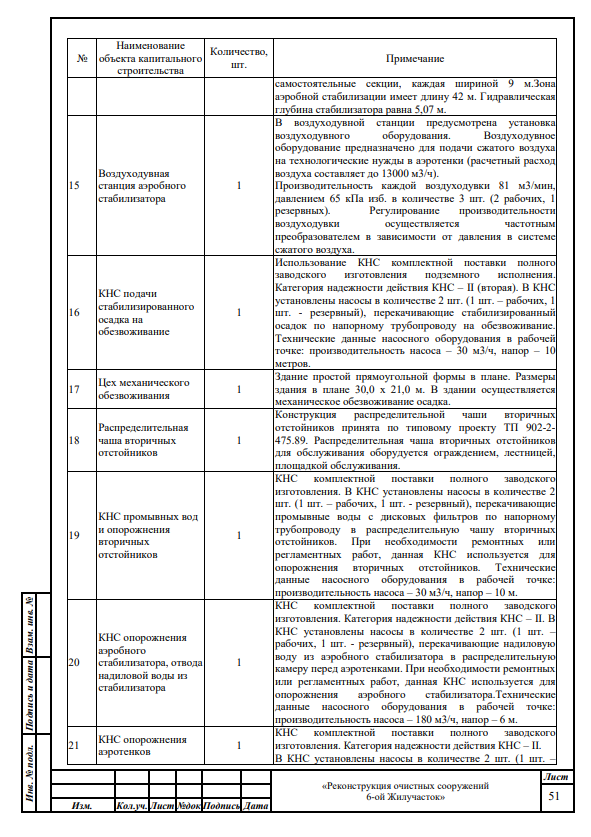 №
Наименование
объекта капитального
строительства
Количество,
шт.
Примечание
самостоятельные секции, каждая шириной 9 м.Зона
аэробной стабилизации имеет длину 42 м. Гидравлическая
глубина стабилизатора равна 5,07 м.
15
Воздуходувная
станция аэробного
стабилизатора
1
В воздуходувной станции предусмотрена установка
воздуходувного оборудования. Воздуходувное
оборудование предназначено для подачи сжатого воздуха
на технологические нужды в аэротенки (расчетный расход
воздуха составляет до 13000 м3/ч).
Производительность каждой воздуходувки 81 м3/мин,
давлением 65 кПа изб. в количестве 3 шт. (2 рабочих, 1
резервных). Регулирование производительности
воздуходувки осуществляется частотным
преобразователем в зависимости от давления в системе
сжатого воздуха.
16
КНС подачи
стабилизированного
осадка на
обезвоживание
1
Использование КНС комплектной поставки полного
заводского изготовления подземного исполнения.
Категория надежности действия КНС – II (вторая). В КНС
установлены насосы в количестве 2 шт. (1 шт. – рабочих, 1
шт. - резервный), перекачивающие стабилизированный
осадок по напорному трубопроводу на обезвоживание.
Технические данные насосного оборудования в рабочей
точке: производительность насоса – 30 м3/ч, напор – 10
метров.
17
Цех механического
обезвоживания
1
Здание простой прямоугольной формы в плане. Размеры
здания в плане 30,0 х 21,0 м. В здании осуществляется
механическое обезвоживание осадка.
18
Распределительная
чаша вторичных
отстойников
1
Конструкция распределительной чаши вторичных
отстойников принята по типовому проекту ТП 902-2-
475.89. Распределительная чаша вторичных отстойников
для обслуживания оборудуется ограждением, лестницей,
площадкой обслуживания.
19
КНС промывных вод
и опорожнения
вторичных
отстойников
1
КНС комплектной поставки полного заводского
изготовления. В КНС установлены насосы в количестве 2
шт. (1 шт. – рабочих, 1 шт. - резервный), перекачивающие
промывные воды с дисковых фильтров по напорному
трубопроводу в распределительную чашу вторичных
отстойников. При необходимости ремонтных или
регламентных работ, данная КНС используется для
опорожнения вторичных отстойников. Технические
данные насосного оборудования в рабочей точке:
производительность насоса – 30 м3/ч, напор – 10 м.
20
КНС опорожнения
аэробного
стабилизатора, отвода
надиловой воды из
стабилизатора
1
КНС комплектной поставки полного заводского
изготовления. Категория надежности действия КНС – II. В
КНС установлены насосы в количестве 2 шт. (1 шт. –
рабочих, 1 шт. - резервный), перекачивающие надиловую
воду из аэробного стабилизатора в распределительную
камеру перед аэротенками. При необходимости ремонтных
или регламентных работ, данная КНС используется для
опорожнения аэробного стабилизатора.Технические
данные насосного оборудования в рабочей точке:
производительность насоса – 180 м3/ч, напор – 6 м.
21
КНС опорожнения
аэротенков
1
КНС комплектной поставки полного заводского
изготовления. Категория надежности действия КНС – II.
В КНС установлены насосы в количестве 2 шт. (1 шт. –
Взам. инв. №
Подпись и дата
Инв. № подл.
Изм.
Кол.уч.
Лист
№док
Подпись
Дата
«Реконструкция очистных сооружений
6-ой Жилучасток»
Лист
51